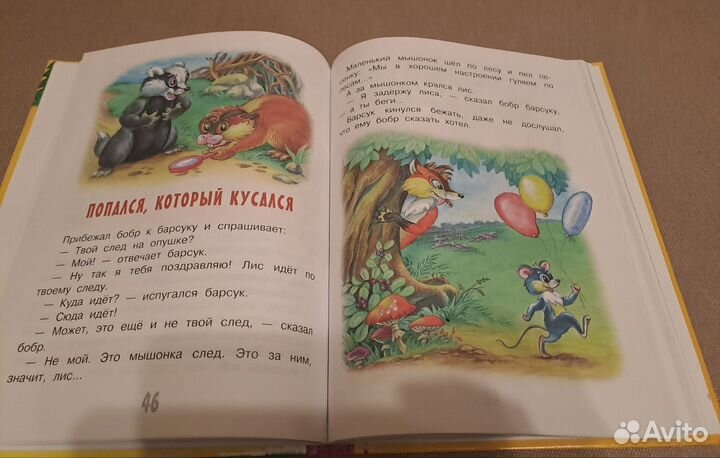 ПОПАЛСЯ, КОТОРЫЙ КУСАЛСЯ
Прибежал бобр к барсуку и спрашивает:
— Твой след на опушке?
— Мой! — отвечает барсук.
— Ну так я тебя поздравляю! Лис идёт по
твоему следу.
— Куда идёт? — испугался барсук.
— Сюда идёт!
— Может, это ещё и не твой след, — сказал
бобр.
— Не мой. Это мышонка след. Это за ним,
значит, лис...
46
Маленький мышонок шёл по лесу и пел пе-
сенку: «Мы в хорошем настроении гуляем по
лесам...»
А за мышонком крался лис.
— Я задержу лиса, — сказал бобр барсуку.
— а ты беги...
Барсук кинулся бежать, даже не дослушал,
что ему бобр сказать хотел.
Avito